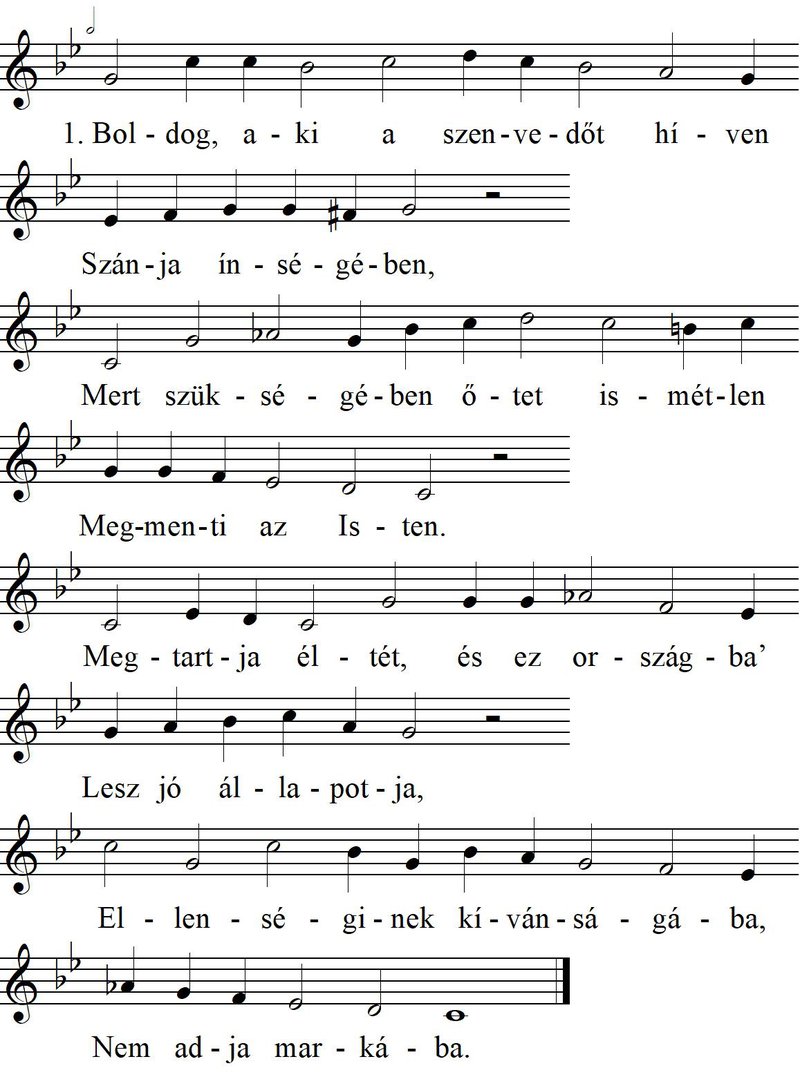 1. Bol - dog, a - ki a szen - ve - dőt hí - ven
Szán - ja ín - sé - gé - ben,
Mert szük - sé - gé - ben ő - tet is - mét - len
Meg - men - ti az Is - ten.
Meg - tart - ja él - tét, és ez or - szág - ba’
Lesz jó ál - la - pot - ja,
El - len - sé - gi - nek kí - ván - sá - gá - ba,
Nem ad - ja mar - ká - ba.